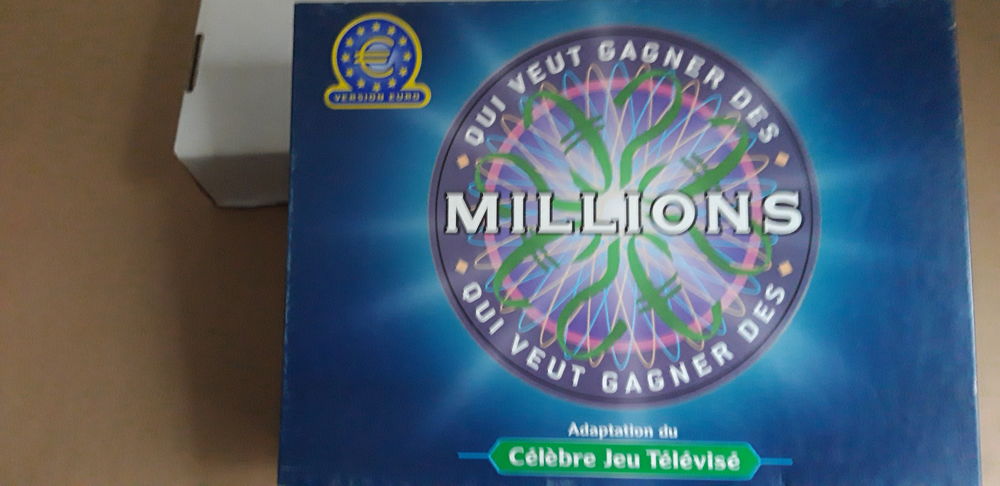 VERSION EURO
QUI VEUT GAGNER DES
MILLIONS
QUI VEUT GAGNER DES
Adaptation du
Célèbre Jeu Télévisé